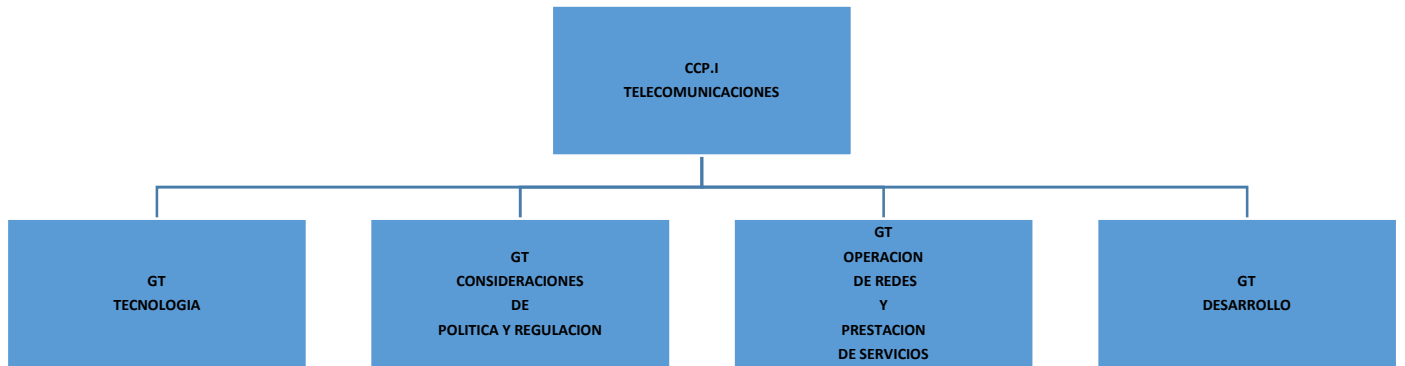 CCP.I
TELECOMUNICACIONES
GT
TECNOLOGIA
GT
CONSIDERACIONES
DE
POLITICA Y REGULACION
GT
OPERACION
DE REDES
Y
PRESTACION
DE SERVICIOS
GT
DESARROLLO